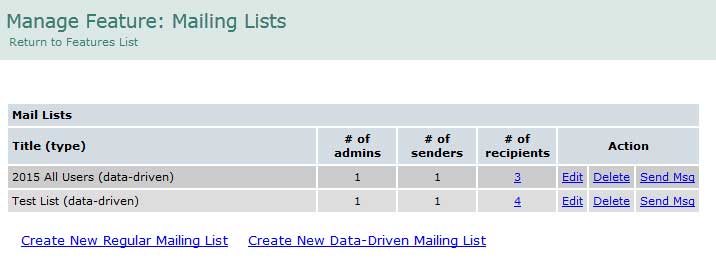 Manage Feature: Mailing Lists
Return to Features List
Mail Lists
Title (type) # of admins # of senders # of recipients Action
2015 All Users (data-driven) 1 1 3 Edit Delete Send Msg
Test List (data-driven) 1 1 4 Edit Delete Send Msg
Create New Regular Mailing List Create New Data-Driven Mailing List